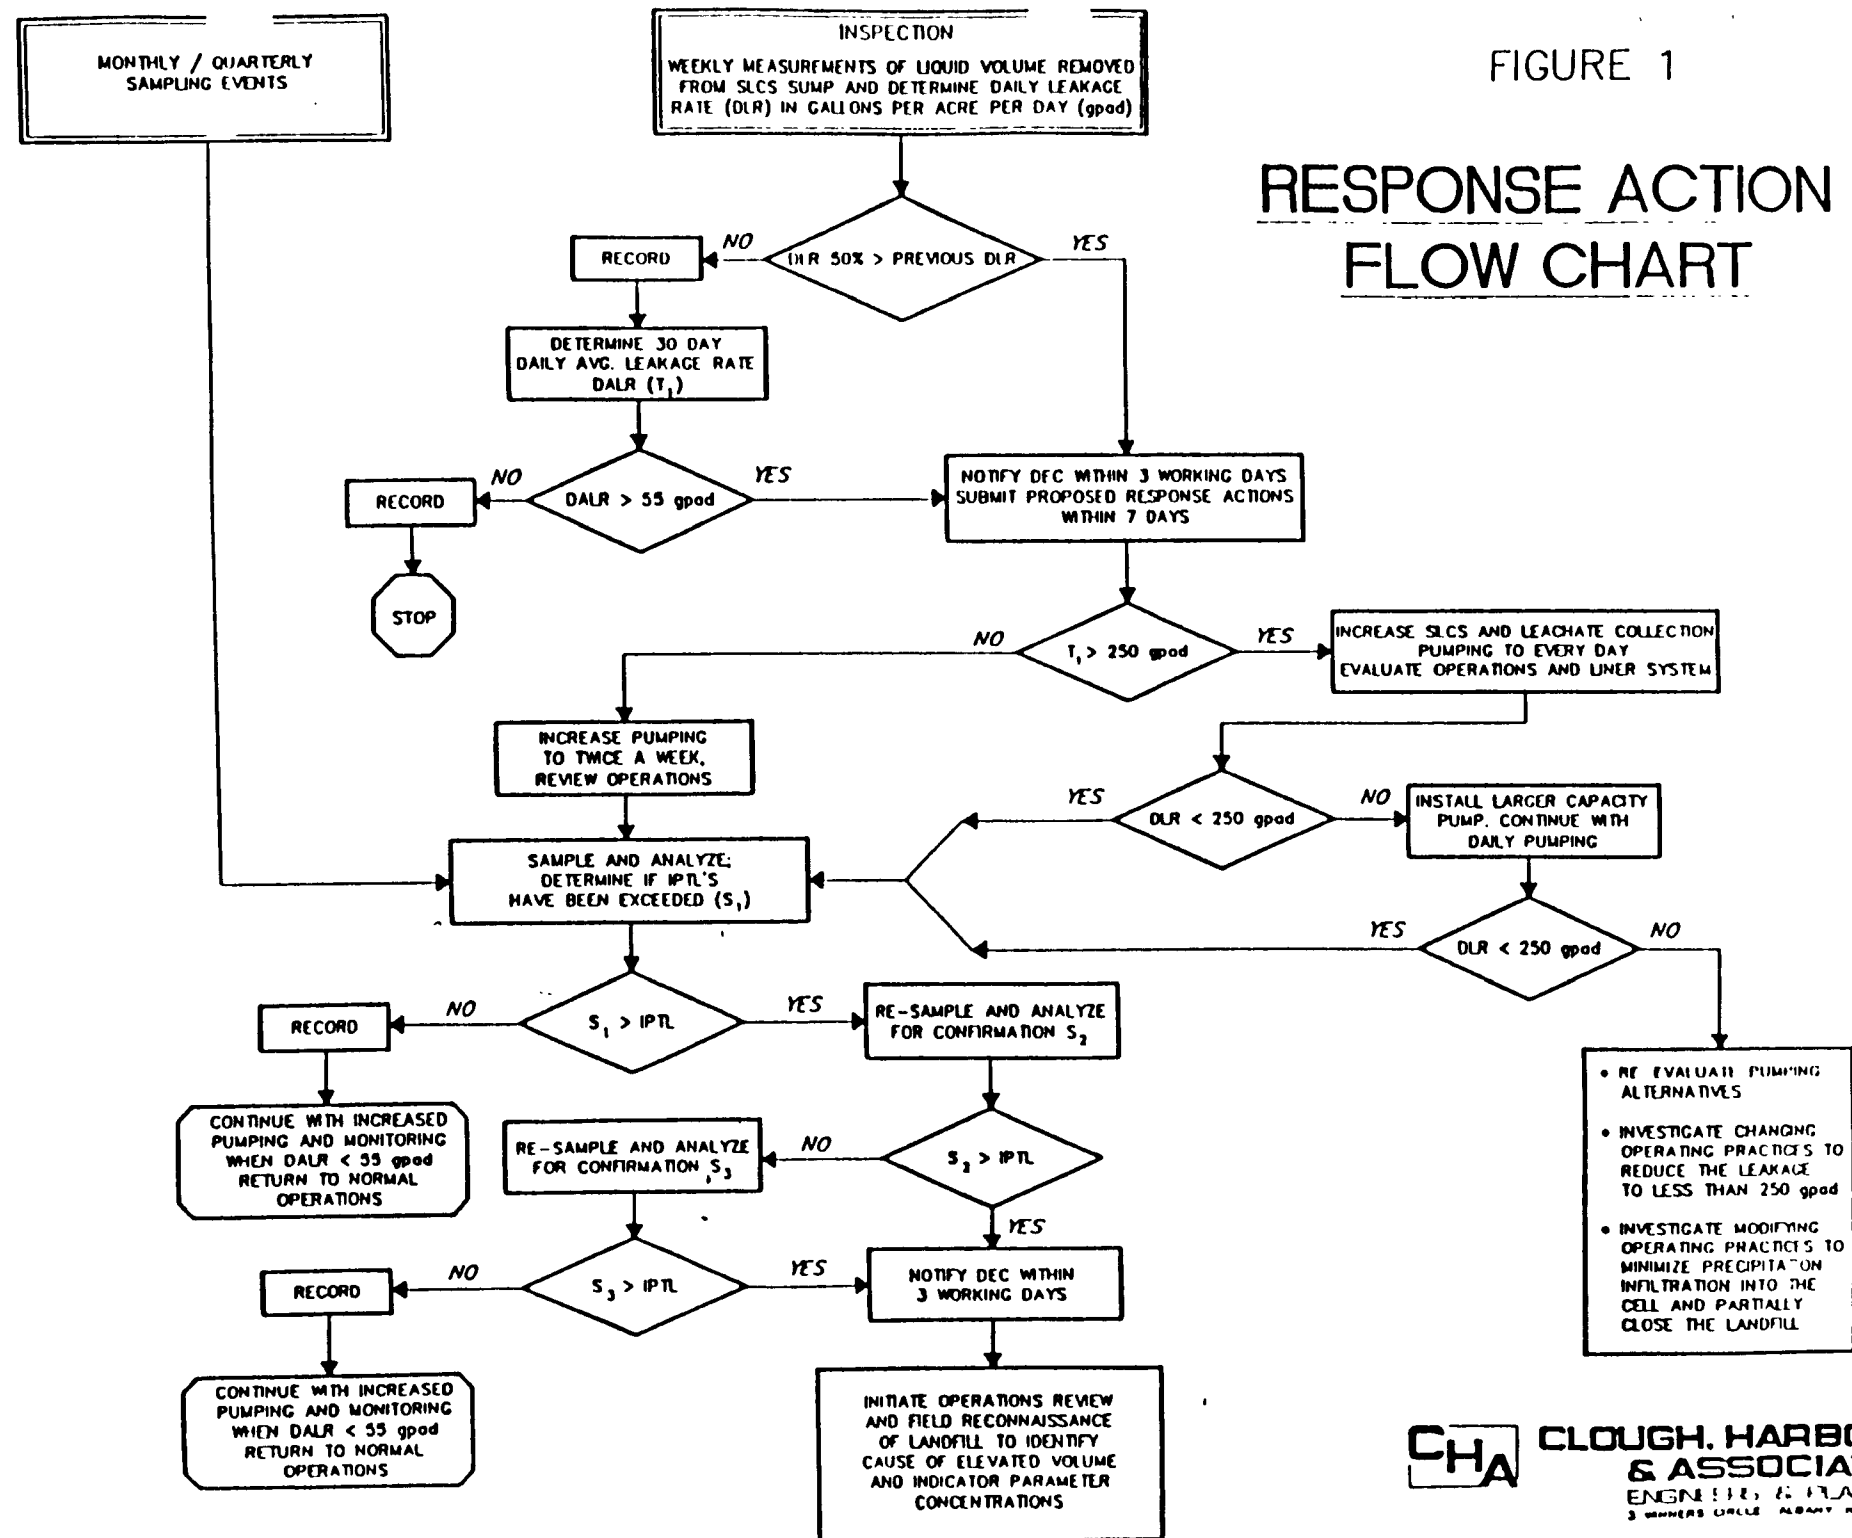 MONTHLY / QUARTERLY
SAMPLING EVENTS
INSPECTION
WEEKLY MEASUREMENTS OF LIQUID VOLUME REMOVED
FROM SLCS SUMP AND DETERMINE DAILY LEAKAGE
RATE (DLR) IN GALLONS PER ACRE PER DAY (gpad)
FIGURE 1
RESPONSE ACTION
FLOW CHART
DLR 50% > PREVIOUS DLR
NO
YES
RECORD
DETERMINE 30 DAY
DAILY AVG. LEAKAGE RATE
DALR (T₁)
DALR > 55 gpad
NO
YES
RECORD
STOP
NOTIFY DEC WITHIN 3 WORKING DAYS
SUBMIT PROPOSED RESPONSE ACTIONS
WITHIN 7 DAYS
T₁ > 250 gpad
NO
YES
INCREASE SLCS AND LEACHATE COLLECTION
PUMPING TO EVERY DAY
EVALUATE OPERATIONS AND LINER SYSTEM
INCREASE PUMPING
TO TWICE A WEEK,
REVIEW OPERATIONS
YES
DLR < 250 gpad
NO
INSTALL LARGER CAPACITY
PUMP. CONTINUE WITH
DAILY PUMPING
SAMPLE AND ANALYZE;
DETERMINE IF IPTL'S
HAVE BEEN EXCEEDED (S₁)
YES
DLR < 250 gpad
NO
RECORD
NO
S₁ > IPTL
YES
RE-SAMPLE AND ANALYZE
FOR CONFIRMATION S₂
CONTINUE WITH INCREASED
PUMPING AND MONITORING
WHEN DALR < 55 gpad
RETURN TO NORMAL
OPERATIONS
RE-SAMPLE AND ANALYZE
FOR CONFIRMATION S₃
NO
S₂ > IPTL
YES
• RE EVALUATE PUMPING
ALTERNATIVES
• INVESTIGATE CHANGING
OPERATING PRACTICES TO
REDUCE THE LEAKAGE
TO LESS THAN 250 gpad
• INVESTIGATE MODIFYING
OPERATING PRACTICES TO
MINIMIZE PRECIPITATION
INFILTRATION INTO THE
CELL AND PARTIALLY
CLOSE THE LANDFILL
RECORD
NO
S₃ > IPTL
YES
NOTIFY DEC WITHIN
3 WORKING DAYS
CONTINUE WITH INCREASED
PUMPING AND MONITORING
WHEN DALR < 55 gpad
RETURN TO NORMAL
OPERATIONS
INITIATE OPERATIONS REVIEW
AND FIELD RECONNAISSANCE
OF LANDFILL TO IDENTIFY
CAUSE OF ELEVATED VOLUME
AND INDICATOR PARAMETER
CONCENTRATIONS
CHA
CLOUGH, HARBO
& ASSOCIA
3 WINNERS CIRCLE ALBANY